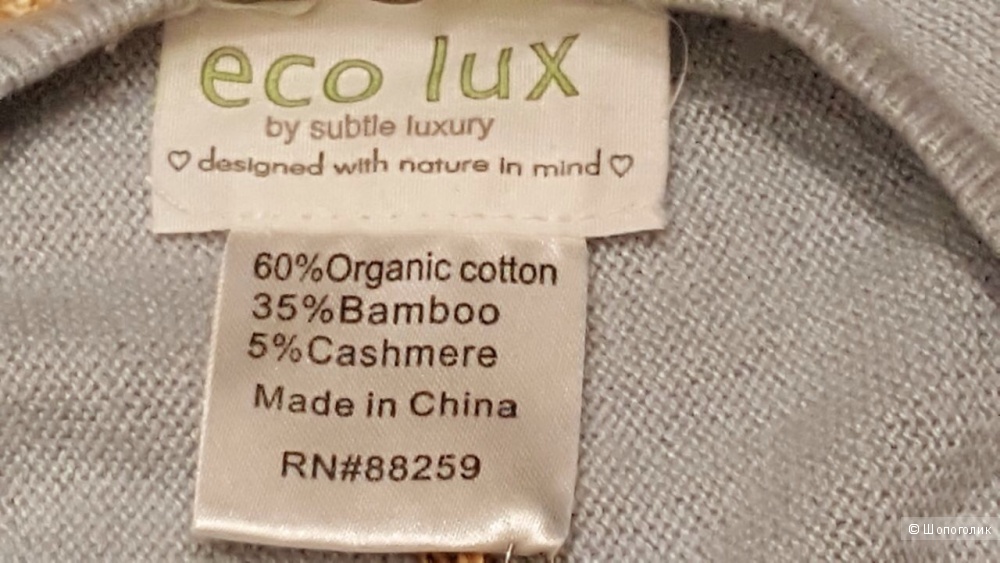 eco lux
by subtle luxury
♡ designed with nature in mind ♡
60%Organic cotton
35%Bamboo
5%Cashmere
Made in China
RN#88259
© Шопоголик